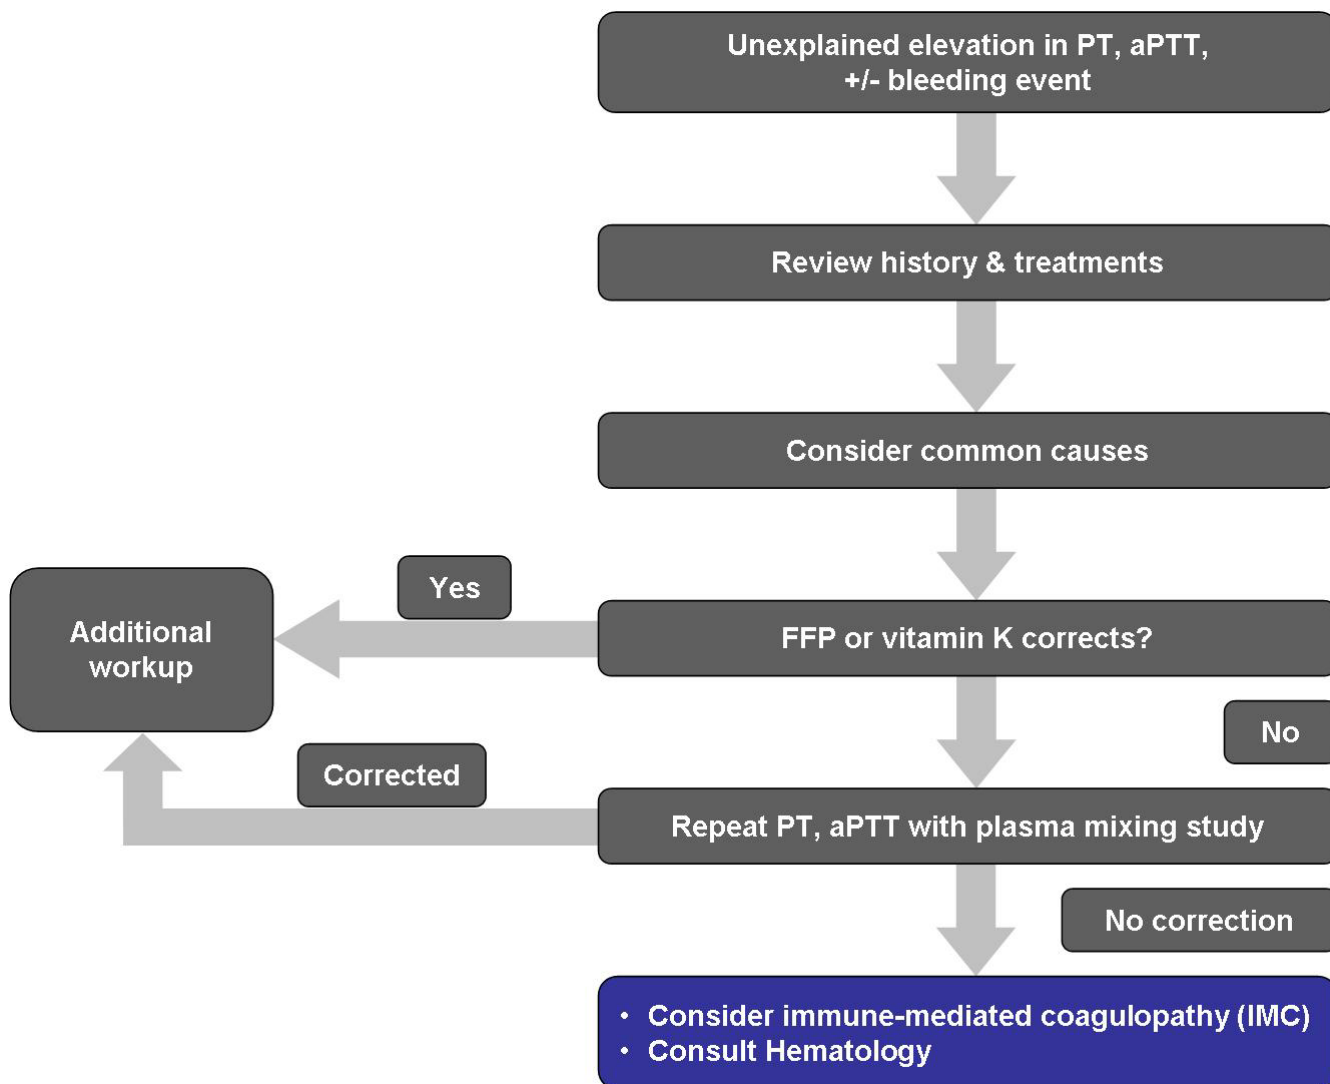 Unexplained elevation in PT, aPTT,
+/- bleeding event
Review history & treatments
Consider common causes
Yes
Additional
workup
FFP or vitamin K corrects?
No
Corrected
Repeat PT, aPTT with plasma mixing study
No correction
• Consider immune-mediated coagulopathy (IMC)
• Consult Hematology